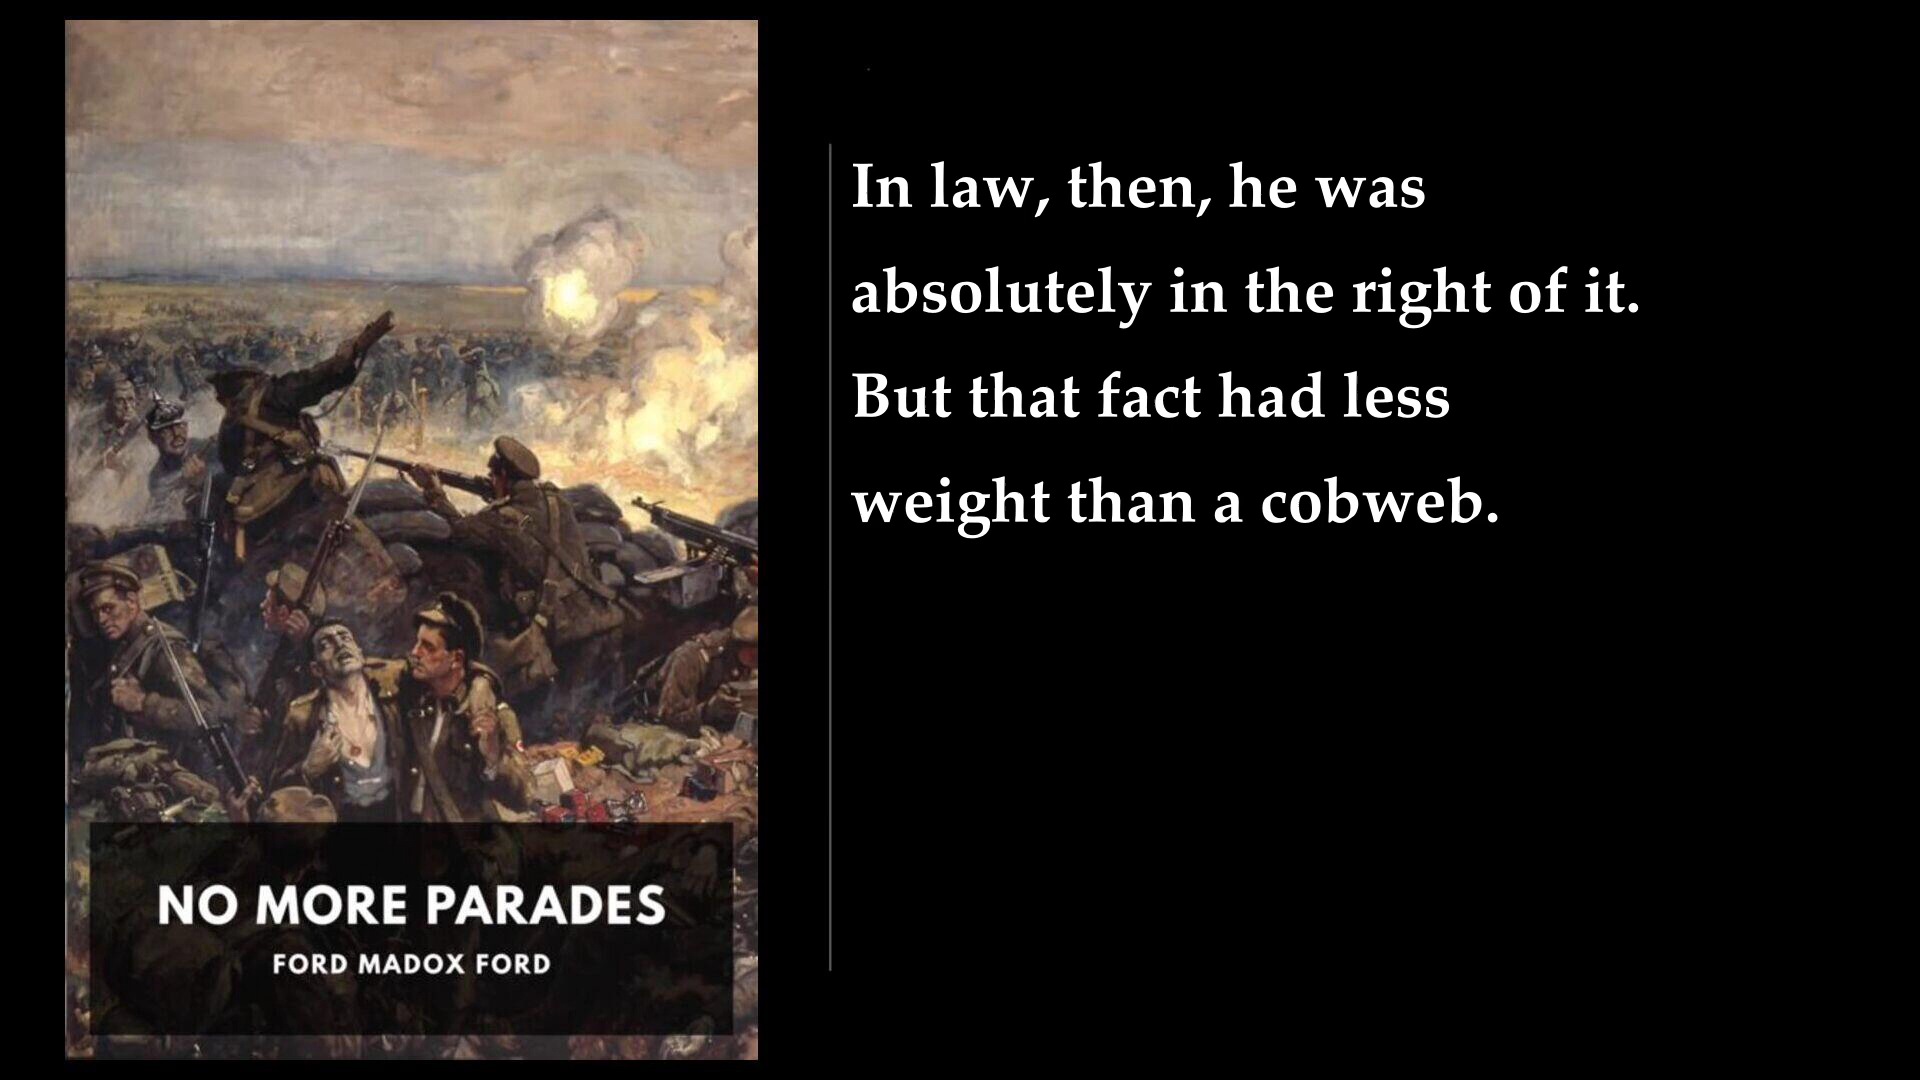 In law, then, he was
absolutely in the right of it.
But that fact had less
weight than a cobweb.
NO MORE PARADES
FORD MADOX FORD